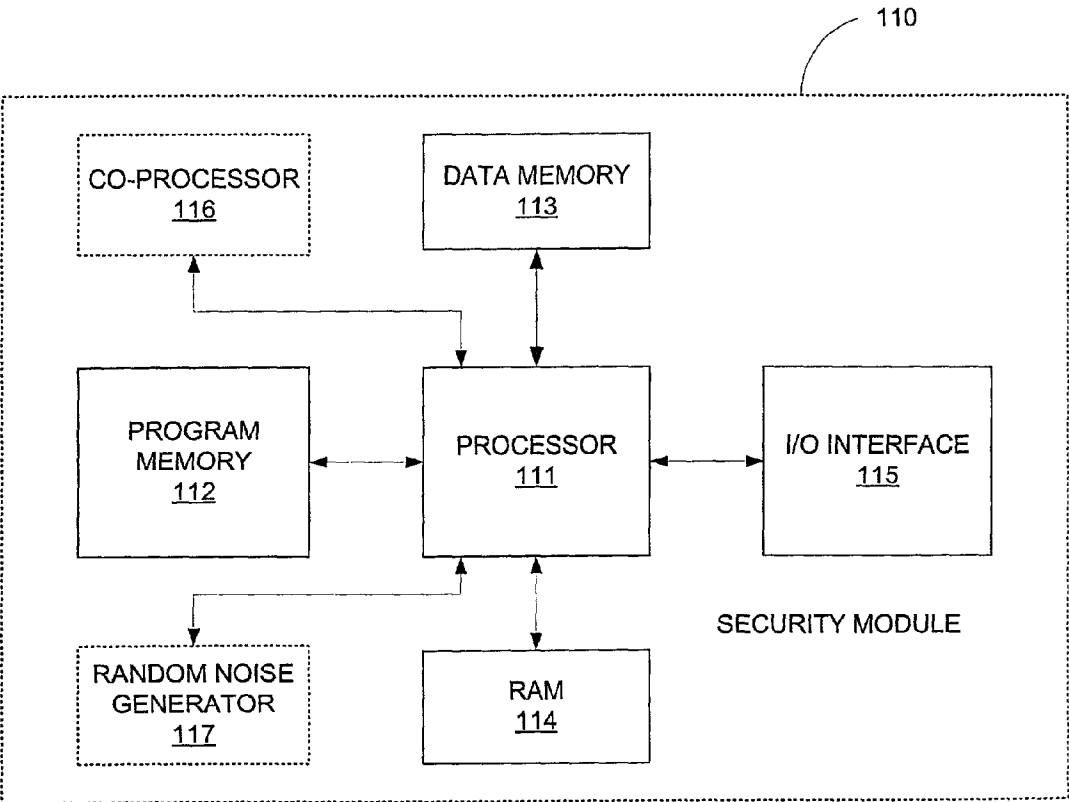 110
CO-PROCESSOR
116
DATA MEMORY
113
PROGRAM
MEMORY
112
PROCESSOR
111
I/O INTERFACE
115
SECURITY MODULE
RANDOM NOISE
GENERATOR
117
RAM
114